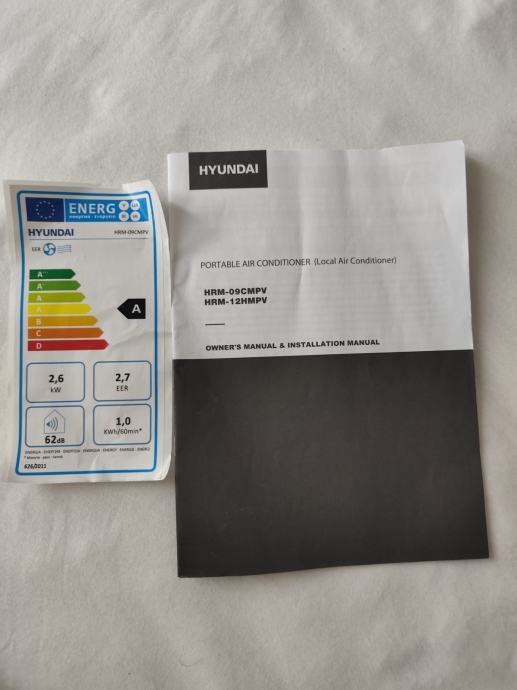 ENERG
HYUNDAI
HRM-09CMPV
EER
A+++
A++
A+
A
B
C
D
A
2,6
kW
2,7
EER
62dB
1,0
KWh/60min*
626/2011
HYUNDAI
PORTABLE AIR CONDITIONER (Local Air Conditioner)
HRM-09CMPV
HRM-12HMPV
OWNER'S MANUAL & INSTALLATION MANUAL